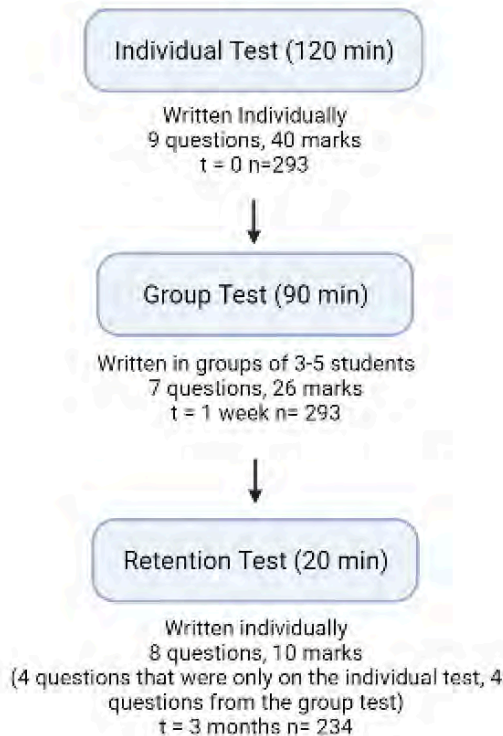 Individual Test (120 min)
Written Individually
9 questions, 40 marks
t = 0 n=293
Group Test (90 min)
Written in groups of 3-5 students
7 questions, 26 marks
t = 1 week n= 293
Retention Test (20 min)
Written individually
8 questions, 10 marks
(4 questions that were only on the individual test, 4
questions from the group test)
t = 3 months n= 234